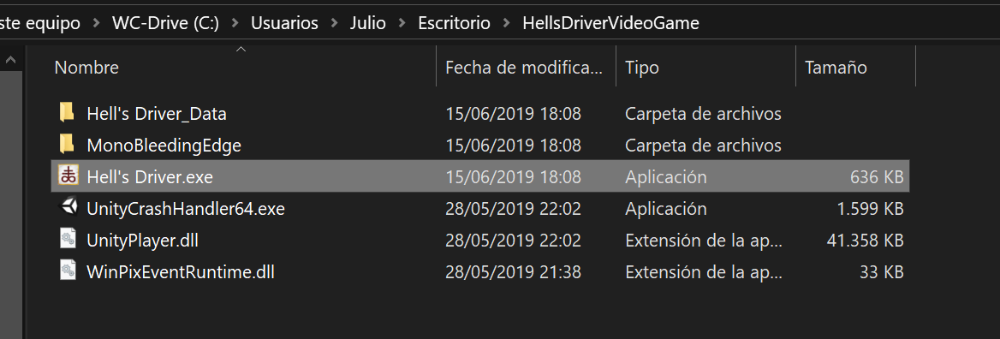 ste equipo > WC-Drive (C:) > Usuarios > Julio > Escritorio > HellsDriverVideoGame
Nombre Fecha de modifica... Tipo Tamaño
Hell's Driver_Data 15/06/2019 18:08 Carpeta de archivos
MonoBleedingEdge 15/06/2019 18:08 Carpeta de archivos
Hell's Driver.exe 15/06/2019 18:08 Aplicación 636 KB
UnityCrashHandler64.exe 28/05/2019 22:02 Aplicación 1.599 KB
UnityPlayer.dll 28/05/2019 22:02 Extensión de la ap... 41.358 KB
WinPixEventRuntime.dll 28/05/2019 21:38 Extensión de la ap... 33 KB